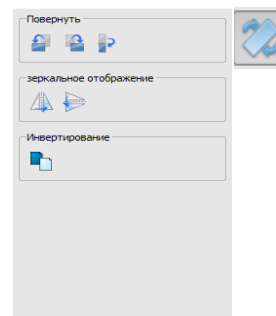 Повернуть
зеркальное отображение
Инвертирование